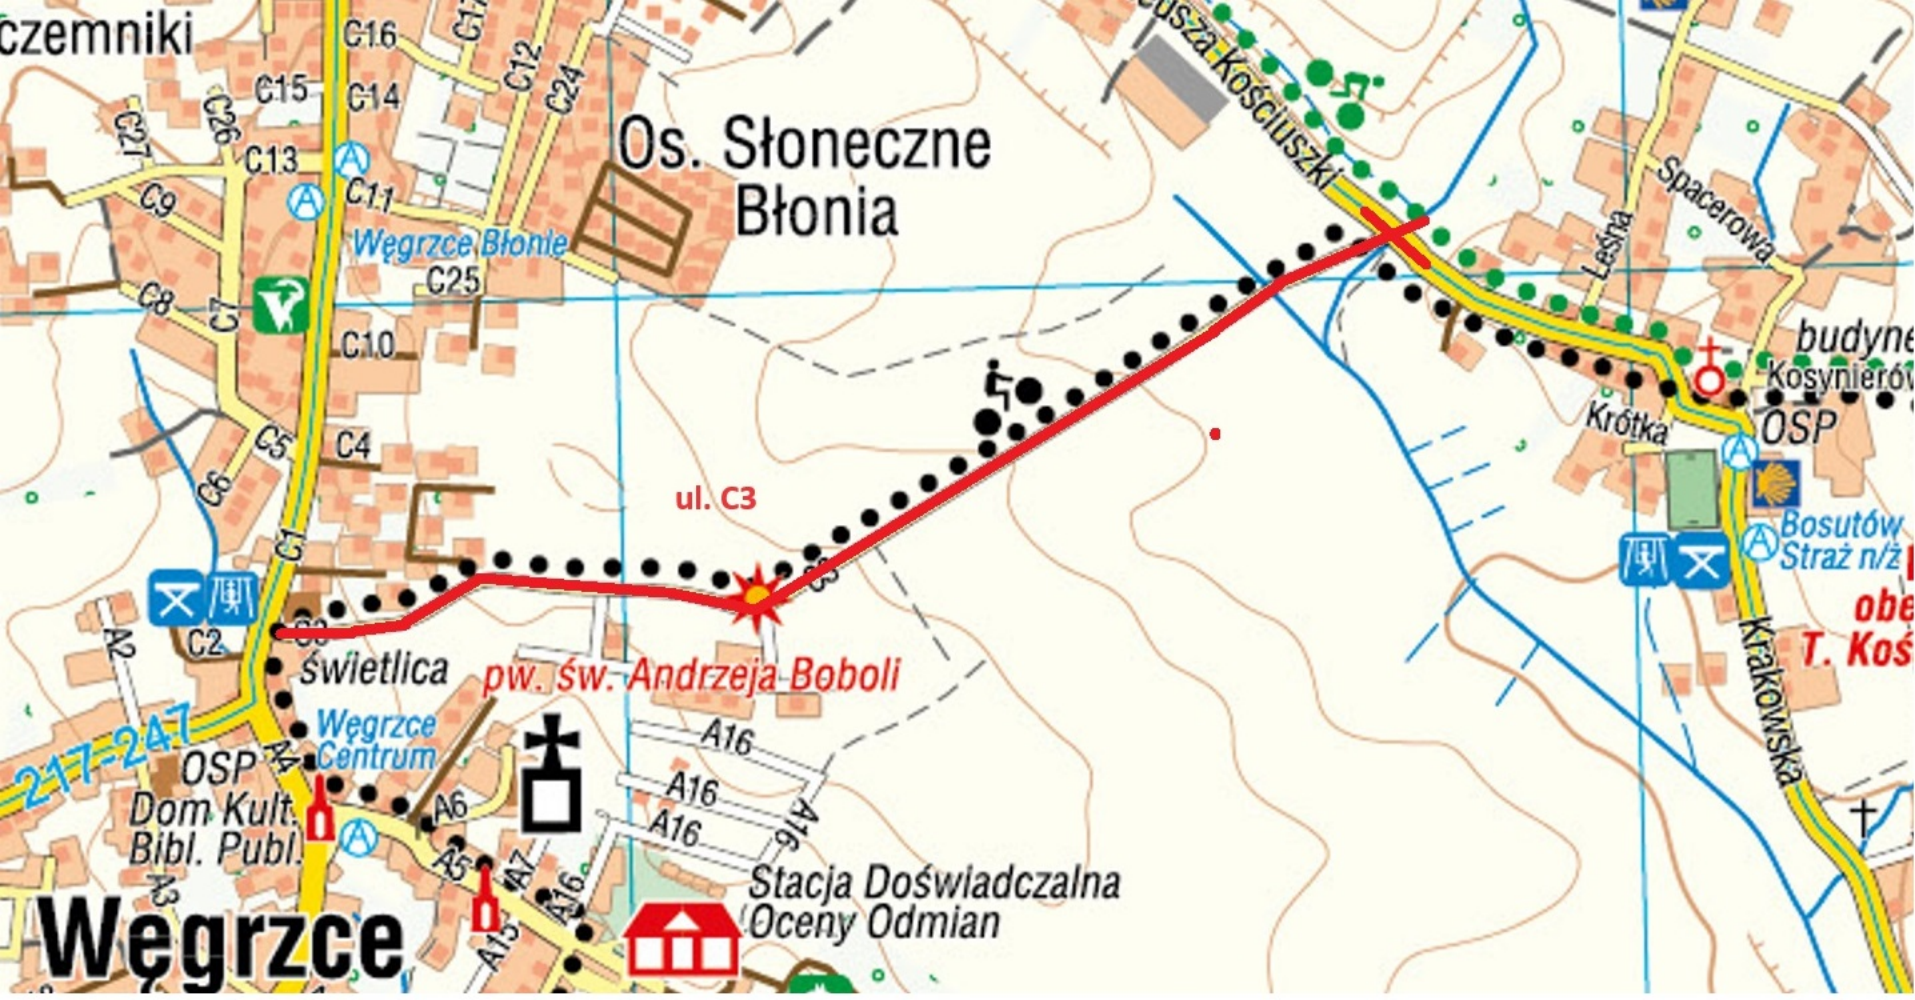 czemniki
C16
C17
C12
C24
C15
C14
C27
C26
C13
C9
C11
Węgrzce Błonie
C25
C8
C7
C10
C4
C5
C6
C1
Os. Słoneczne
Błonia
usza Kościuszki
Leśna
Spacerowa
budyne
Kosynierów
Krótka
OSP
Bosutów
Straż n/ż
obe
T. Koś
Krakowska
ul. C3
C3
C2
A2
świetlica
pw. św. Andrzeja Boboli
217-247
Węgrzce
Centrum
A4
OSP
Dom Kult.
Bibl. Publ.
A3
A6
A5
A7
A16
A16
A16
A16
A16
A15
Stacja Doświadczalna
Oceny Odmian
Węgrzce